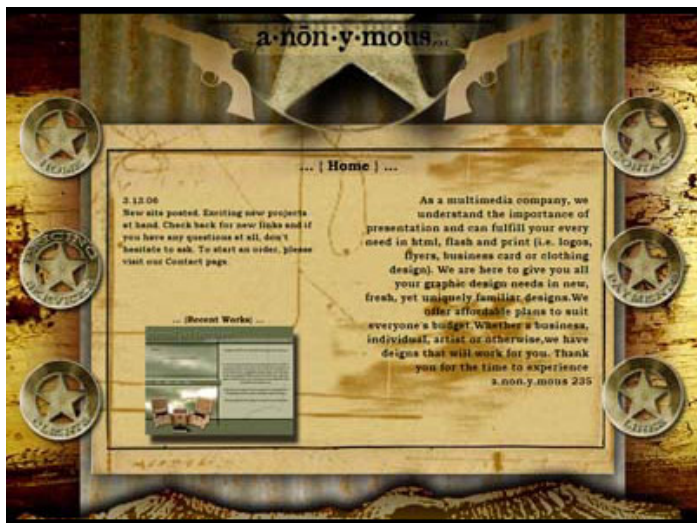 a·nōn·y·mous
HOME
CONTACT
... { Home } ...
3.13.06
New site posted. Exciting new projects
at hand. Check back for new links and if
you have any questions at all, don't
hesitate to ask. To start an order, please
visit our Contact page.
As a multimedia company, we
understand the importance of
presentation and can fulfill your every
need in html, flash and print (i.e. logos,
flyers, business card or clothing
design). We are here to give you all
your graphic design needs in new,
fresh, yet uniquely familiar designs.We
offer affordable plans to suit
everyone's budget.Whether a business,
individual, artist or otherwise,we have
deigns that will work for you. Thank
you for the time to experience
a.non.y.mous 235
SERVICES
PAYMENTS
... {Recent Works} ...
CLIENTS
LINKS